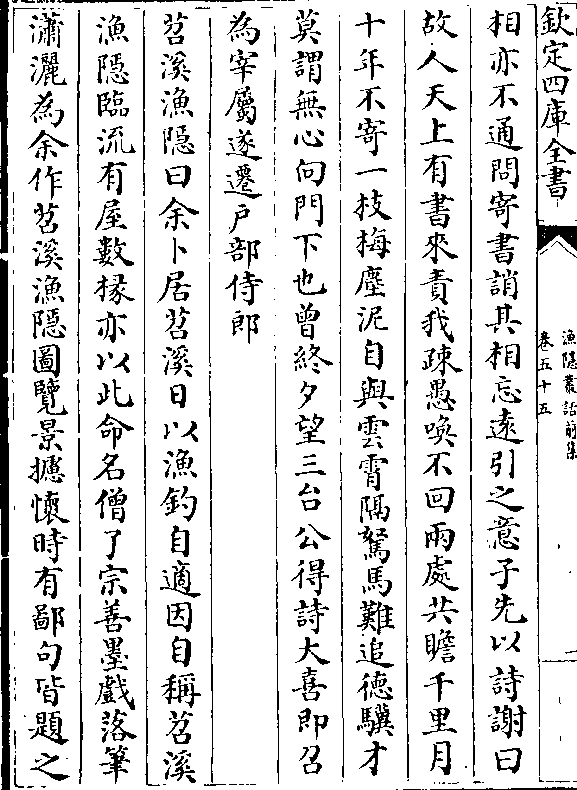 欽定四庫全書
漁隱叢話前集
卷五十五
相亦不通問寄書誚其相忘遠引之意子先以詩謝曰
故人天上有書來責我疎愚喚不回兩處共瞻千里月
十年不寄一枝梅塵泥自與雲霄隔駑馬難追德驥才
莫謂無心向門下也曾終夕望三台公得詩大喜即召
為宰屬遂遷戶部侍郎
苕溪漁隱曰余卜居苕溪日以漁釣自適因自稱苕溪
漁隱臨流有屋數椽亦以此命名僧了宗善墨戲落筆
瀟灑為余作苕溪漁隱圖覽景攄懷時有鄙句皆題之